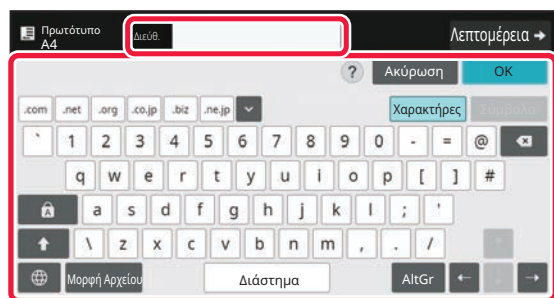 Πρωτότυπο
A4
Διεύθ.
Λεπτομέρεια →
? Ακύρωση OK
.com .net .org .co.jp .biz .ne.jp Χαρακτήρες Σύμβολα
` 1 2 3 4 5 6 7 8 9 0 - = @
q w e r t y u i o p [ ] #
A a s d f g h j k l ; '
\ z x c v b n m , . /
Μορφή Αρχείου Διάστημα AltGr ← ↓ →